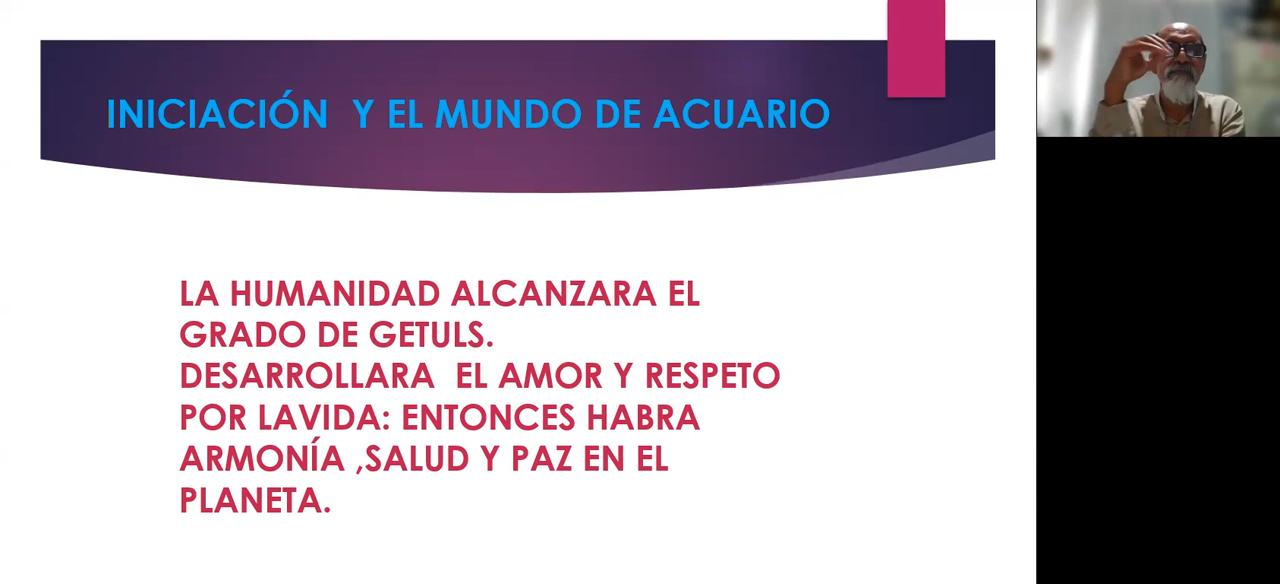 INICIACIÓN Y EL MUNDO DE ACUARIO
LA HUMANIDAD ALCANZARA EL
GRADO DE GETULS.
DESARROLLARA EL AMOR Y RESPETO
POR LAVIDA: ENTONCES HABRA
ARMONÍA ,SALUD Y PAZ EN EL
PLANETA.